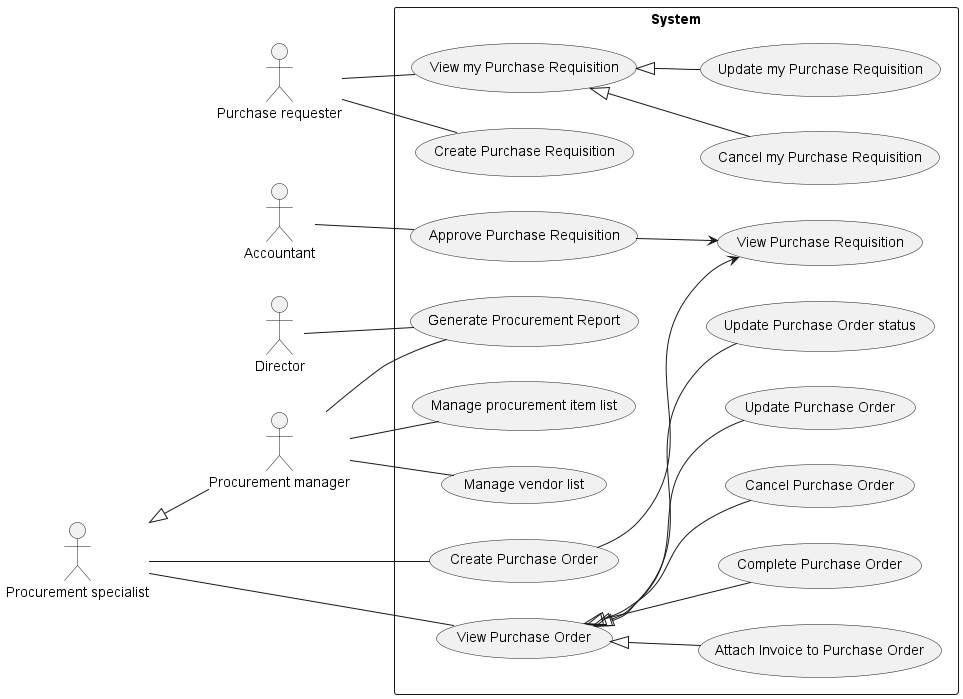 System
Purchase requester
View my Purchase Requisition
Update my Purchase Requisition
Create Purchase Requisition
Cancel my Purchase Requisition
Accountant
Approve Purchase Requisition
View Purchase Requisition
Director
Generate Procurement Report
Update Purchase Order status
Procurement manager
Manage procurement item list
Update Purchase Order
Manage vendor list
Cancel Purchase Order
Procurement specialist
Create Purchase Order
Complete Purchase Order
View Purchase Order
Attach Invoice to Purchase Order